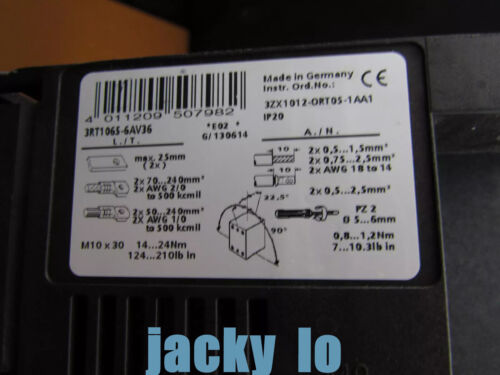 Made in Germany
Instr. Ord.No.:
CE
4 011209 507982
3ZX1012-0RT05-1AA1
3RT1065-6AV36
*E02 *
IP20
L./T.
G/130614
A./N.
max. 25mm
(2x)
10
2x 0,5...1,5mm²
2x 0,75...2,5mm²
2x 70...240mm²
2x AWG 2/0
to 500 kcmil
10
2x AWG 18 to 14
2x 0,5...2,5mm²
22,5°
2x 50...240mm²
2x AWG 1/0
to 500 kcmil
PZ 2
Ø 5...6mm
90°
M10 x 30
14...24Nm
124...210lb in
0,8...1,2Nm
7...10.3lb in
jacky lo